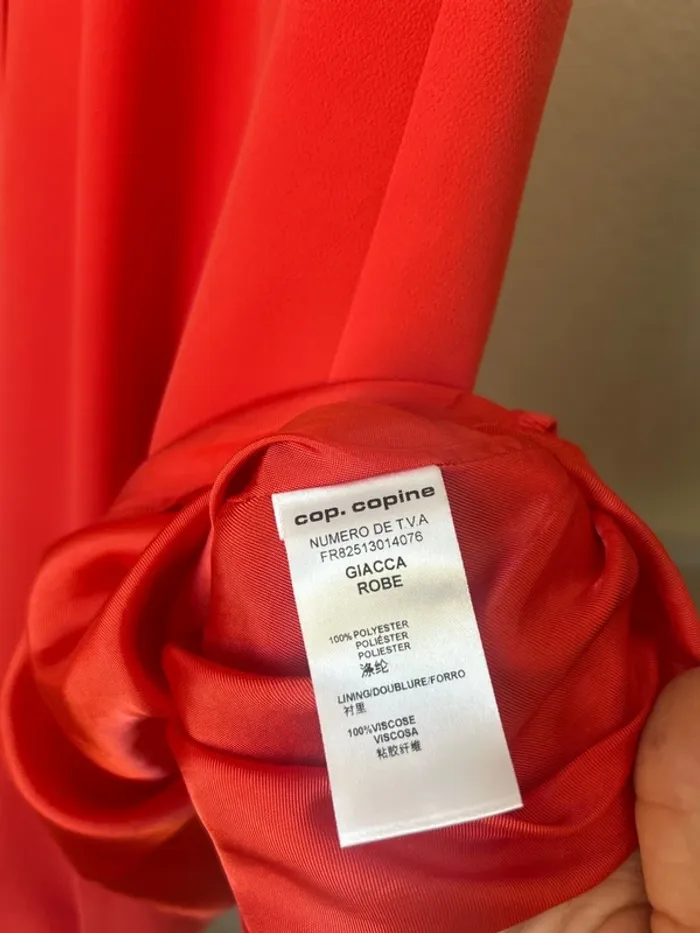 cop. copine
NUMERO DE T.V.A
FR82513014076
GIACCA
ROBE
100% POLYESTER
POLIÉSTER
POLIESTER
涤纶
LINING/DOUBLURE/FORRO
衬里
100%VISCOSE
VISCOSA
粘胶纤维